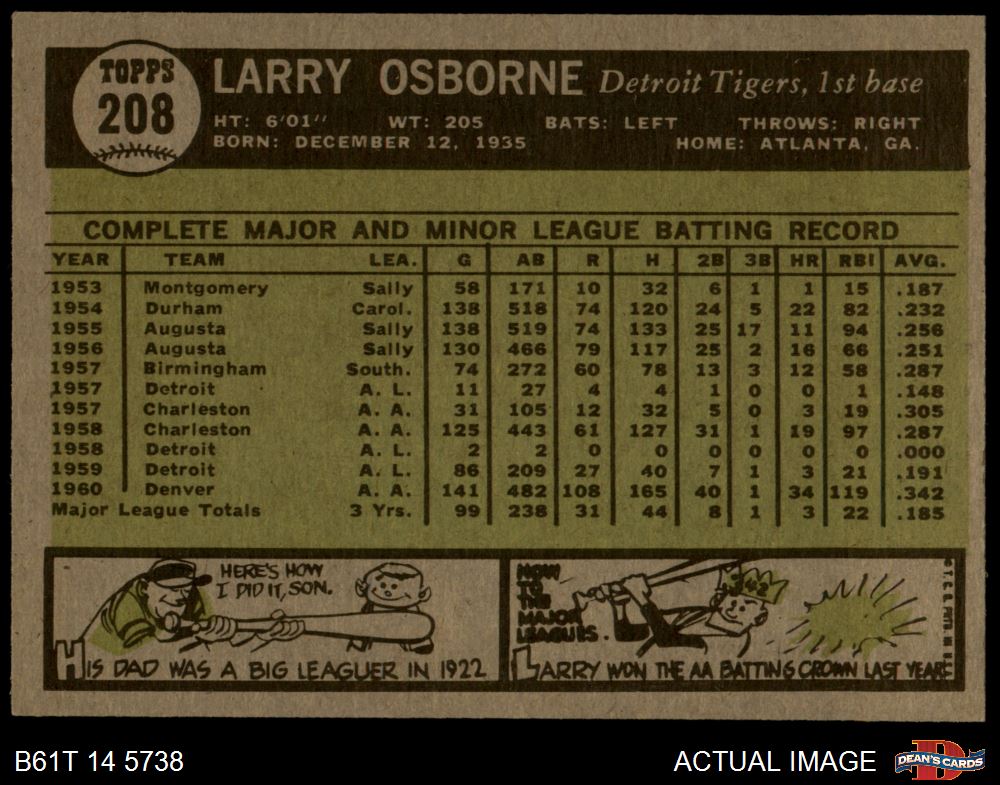 TOPPS
208
LARRY OSBORNE Detroit Tigers, 1st base
HT: 6'01" WT: 205 BATS: LEFT THROWS: RIGHT
BORN: DECEMBER 12, 1935 HOME: ATLANTA, GA.
COMPLETE MAJOR AND MINOR LEAGUE BATTING RECORD
YEAR TEAM LEA. G AB R H 2B 3B HR RBI AVG.
1953 Montgomery Sally 58 171 10 32 6 1 1 15 .187
1954 Durham Carol. 138 518 74 120 24 5 22 82 .232
1955 Augusta Sally 138 519 74 133 25 17 11 94 .256
1956 Augusta Sally 130 466 79 117 25 2 16 66 .251
1957 Birmingham South. 74 272 60 78 13 3 12 58 .287
1957 Detroit A. L. 11 27 4 4 1 0 0 1 .148
1957 Charleston A. A. 31 105 12 32 5 0 3 19 .305
1958 Charleston A. A. 125 443 61 127 31 1 19 97 .287
1958 Detroit A. L. 2 2 0 0 0 0 0 0 .000
1959 Detroit A. L. 86 209 27 40 7 1 3 21 .191
1960 Denver A. A. 141 482 108 165 40 1 34 119 .342
Major League Totals 3 Yrs. 99 238 31 44 8 1 3 22 .185
HERE'S HOW
I DID IT, SON.
HIS DAD WAS A BIG LEAGUER IN 1922
NOW
TO
THE
MAJOR
LEAGUES.
.342
LARRY WON THE AA BATTING CROWN LAST YEAR
© T. C. G. PRTD. IN
B61T 14 5738 ACTUAL IMAGE
DEAN'S CARDS